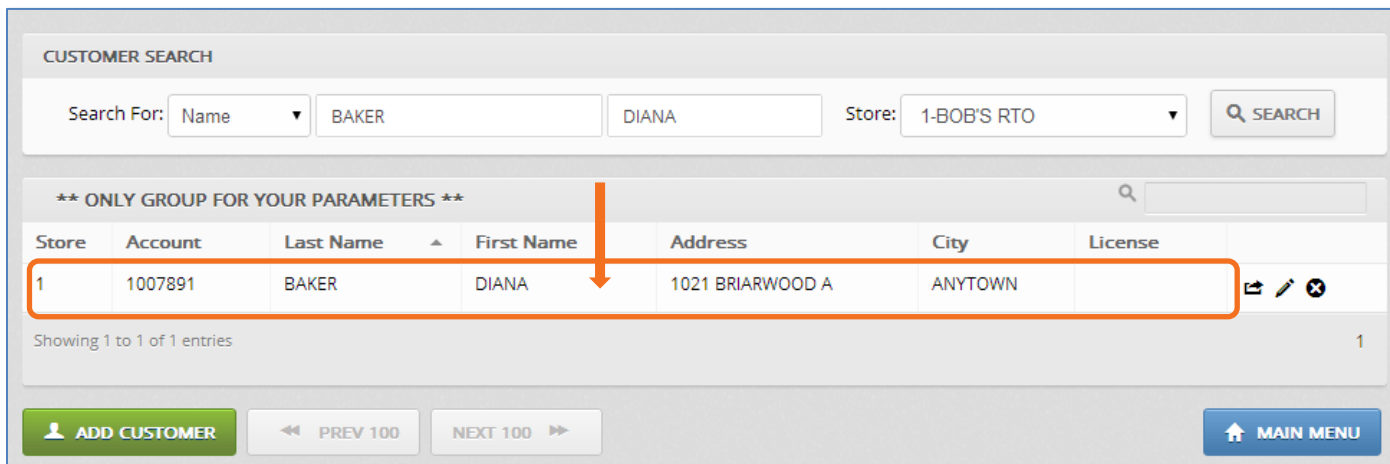 CUSTOMER SEARCH
Search For: Name BAKER DIANA Store: 1-BOB'S RTO SEARCH
** ONLY GROUP FOR YOUR PARAMETERS **
Store Account Last Name First Name Address City License
1 1007891 BAKER DIANA 1021 BRIARWOOD A ANYTOWN
Showing 1 to 1 of 1 entries 1
ADD CUSTOMER PREV 100 NEXT 100 MAIN MENU